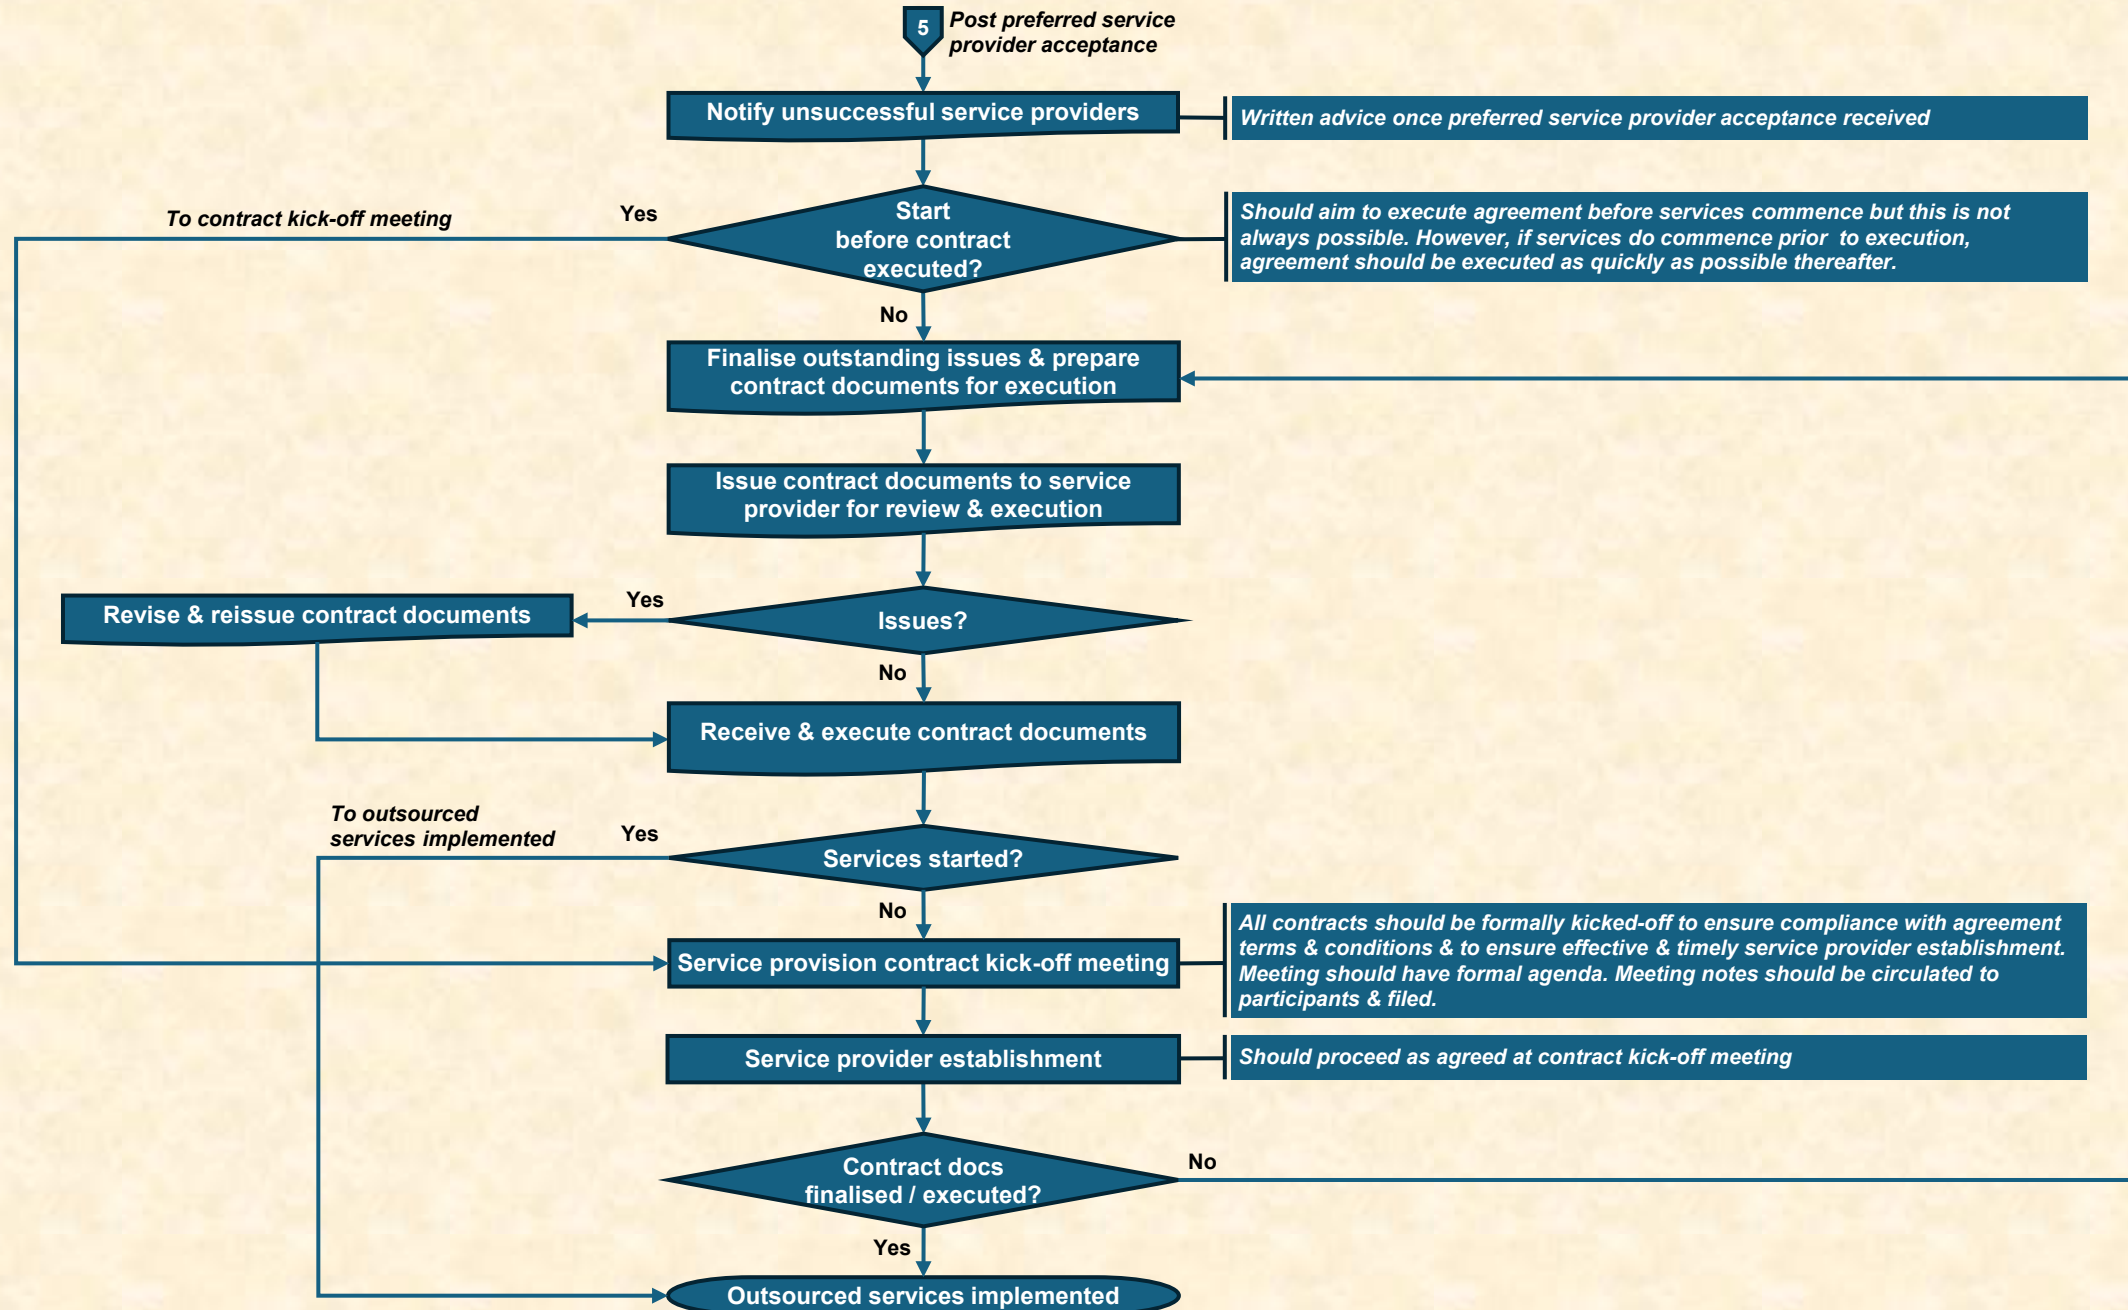 5
Post preferred service
provider acceptance
Notify unsuccessful service providers
Written advice once preferred service provider acceptance received
To contract kick-off meeting
Yes
Start
before contract
executed?
Should aim to execute agreement before services commence but this is not
always possible. However, if services do commence prior to execution,
agreement should be executed as quickly as possible thereafter.
No
Finalise outstanding issues & prepare
contract documents for execution
Issue contract documents to service
provider for review & execution
Revise & reissue contract documents
Yes
Issues?
No
Receive & execute contract documents
To outsourced
services implemented
Yes
Services started?
No
Service provision contract kick-off meeting
All contracts should be formally kicked-off to ensure compliance with agreement
terms & conditions & to ensure effective & timely service provider establishment.
Meeting should have formal agenda. Meeting notes should be circulated to
participants & filed.
Service provider establishment
Should proceed as agreed at contract kick-off meeting
Contract docs
finalised / executed?
No
Yes
Outsourced services implemented